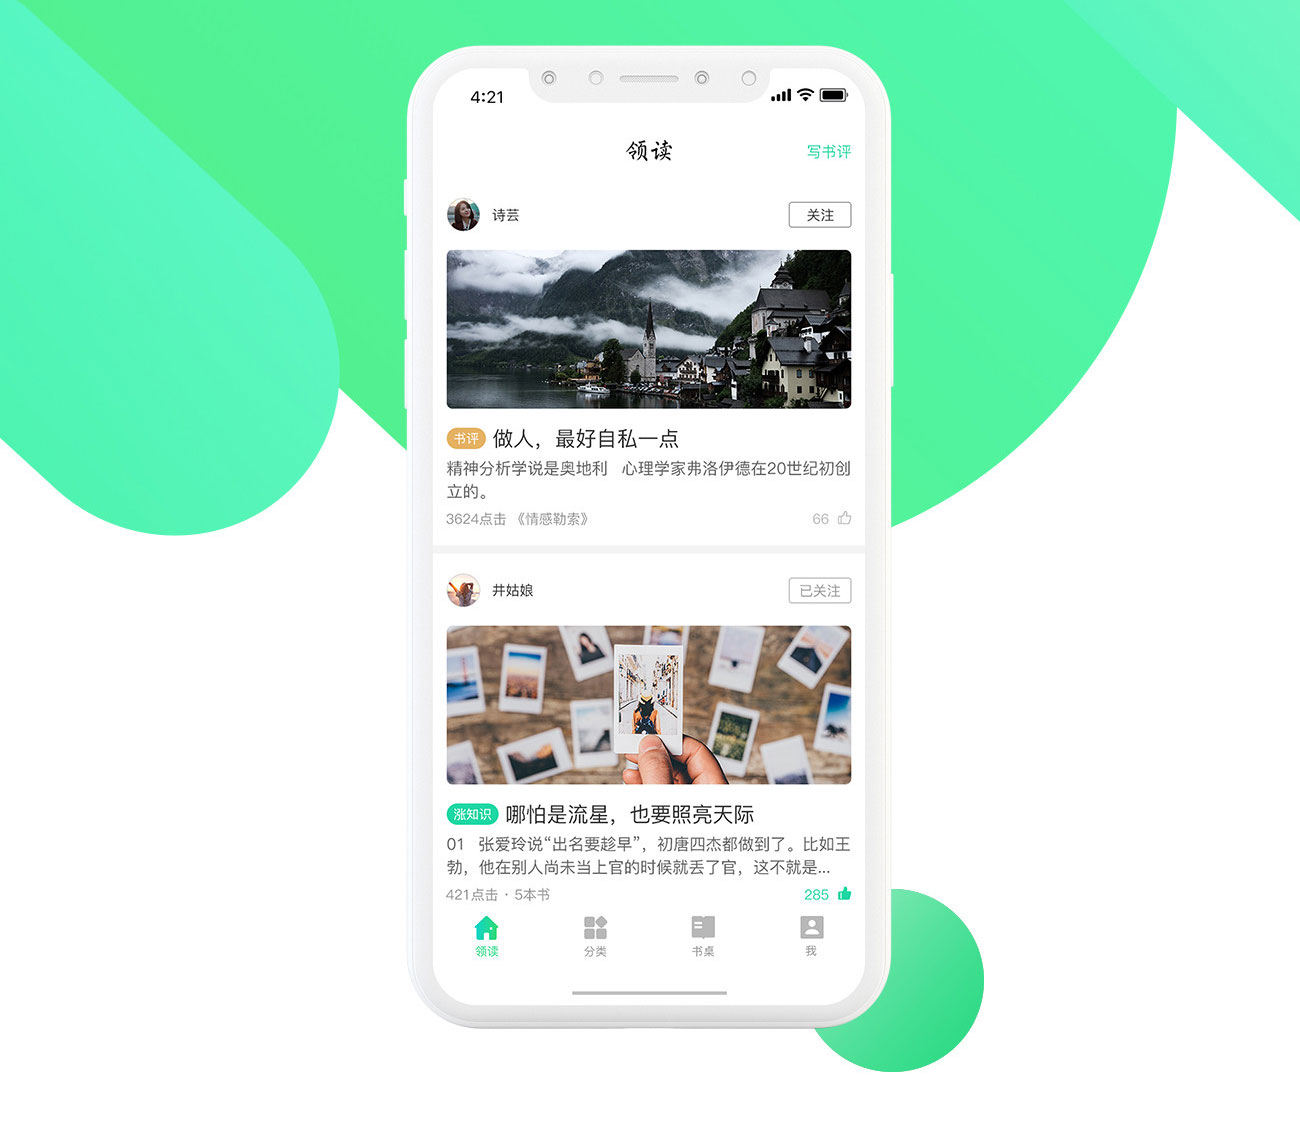 4:21
领读
写书评
诗芸
关注
书评 做人，最好自私一点
精神分析学说是奥地利 心理学家弗洛伊德在20世纪初创
立的。
3624点击 《情感勒索》
66
井姑娘
已关注
涨知识 哪怕是流星，也要照亮天际
01 张爱玲说“出名要趁早”，初唐四杰都做到了。比如王
勃，他在别人尚未当上官的时候就丢了官，这不就是...
421点击 · 5本书
285
领读
分类
书桌
我